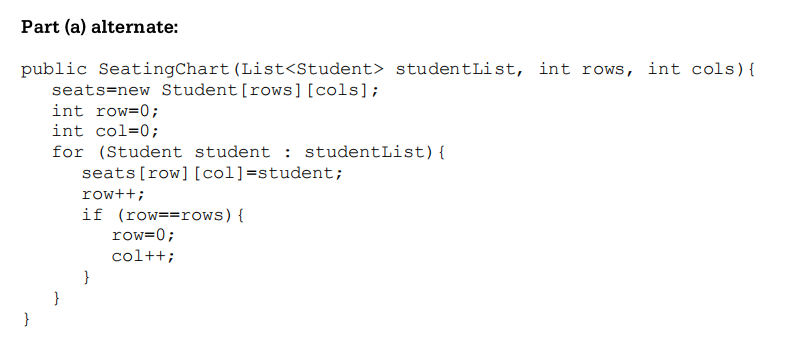 Part (a) alternate:
public SeatingChart(List<Student> studentList, int rows, int cols){
seats=new Student[rows][cols];
int row=0;
int col=0;
for (Student student : studentList){
seats[row][col]=student;
row++;
if (row==rows){
row=0;
col++;
}
}
}